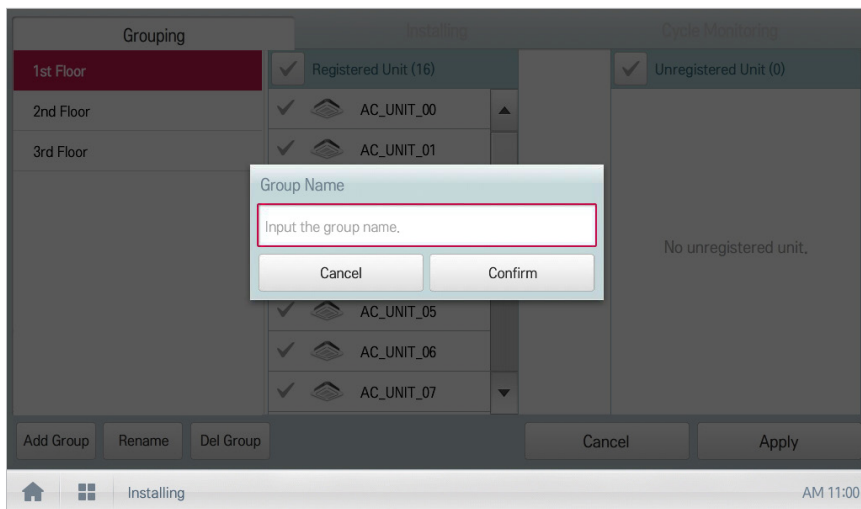 Grouping
Installing
Cycle Monitoring
1st Floor
2nd Floor
3rd Floor
Registered Unit (16)
AC_UNIT_00
AC_UNIT_01
Unregistered Unit (0)
No unregistered unit.
Group Name
Input the group name.
Cancel
Confirm
AC_UNIT_05
AC_UNIT_06
AC_UNIT_07
Add Group
Rename
Del Group
Cancel
Apply
Installing
AM 11:00